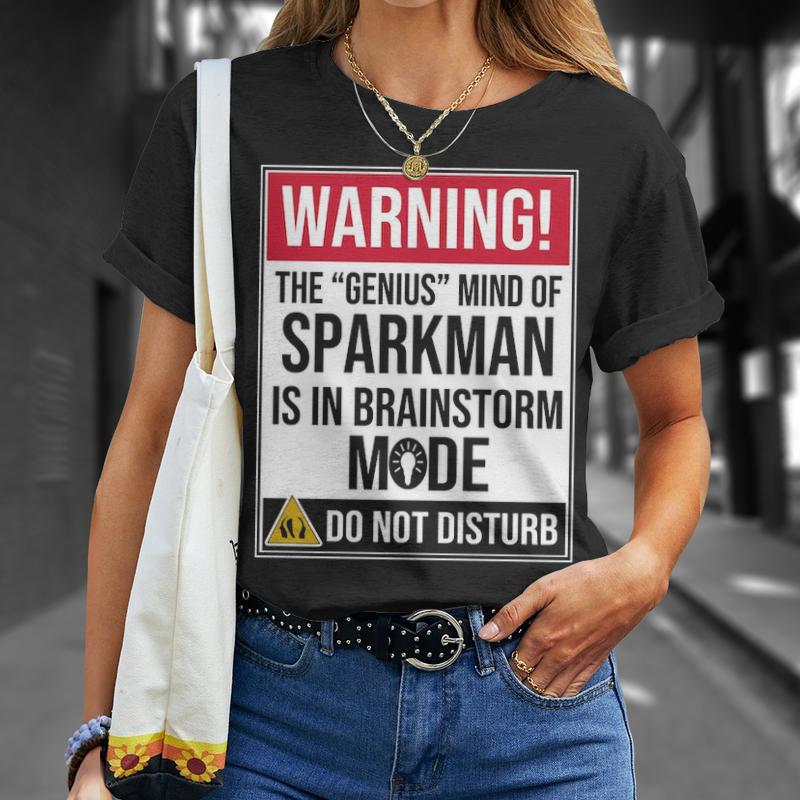 WARNING!
THE “GENIUS” MIND OF
SPARKMAN
IS IN BRAINSTORM
MODE
DO NOT DISTURB